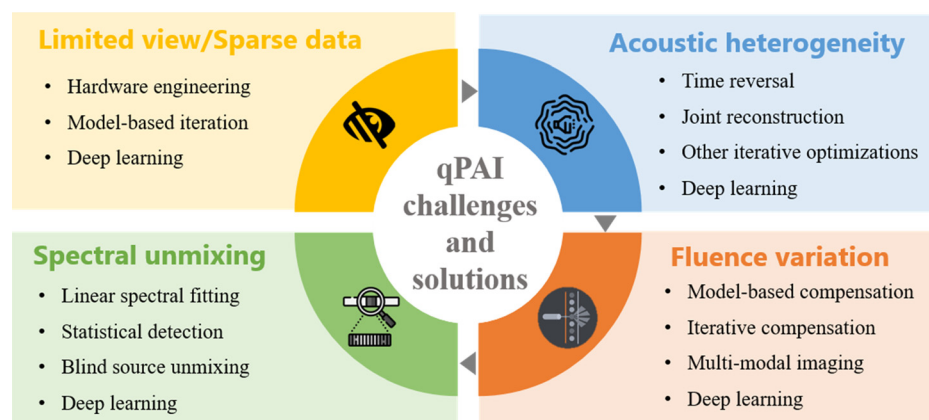 Limited view/Sparse data
• Hardware engineering
• Model-based iteration
• Deep learning
Acoustic heterogeneity
• Time reversal
• Joint reconstruction
• Other iterative optimizations
• Deep learning
qPAI
challenges
and
solutions
Spectral unmixing
• Linear spectral fitting
• Statistical detection
• Blind source unmixing
• Deep learning
Fluence variation
• Model-based compensation
• Iterative compensation
• Multi-modal imaging
• Deep learning